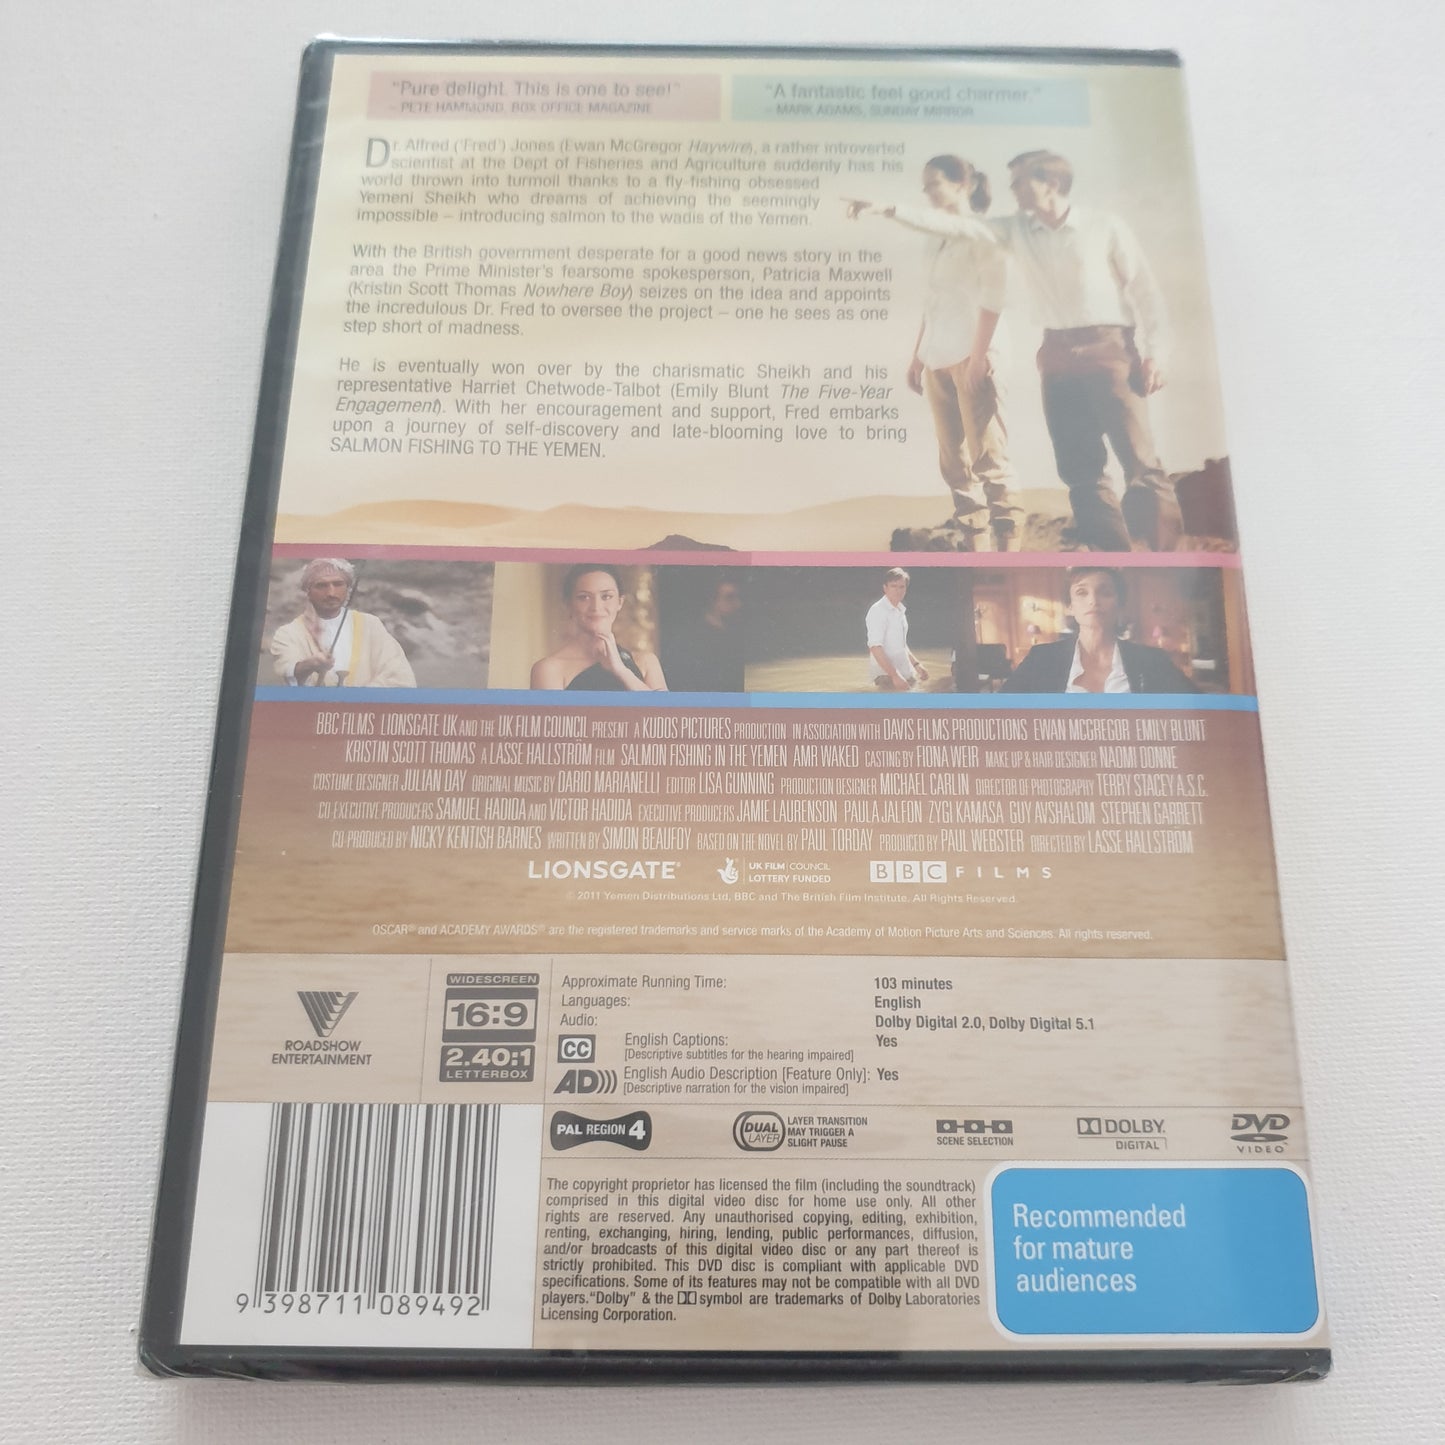 "Pure delight. This is one to see!"
– PETE HAMMOND, BOX OFFICE MAGAZINE
"A fantastic feel good charmer."
– MARK ADAMS, SUNDAY MIRROR
Dr. Alfred ('Fred') Jones (Ewan McGregor Haywire), a rather introverted
scientist at the Dept of Fisheries and Agriculture suddenly has his
world thrown into turmoil thanks to a fly-fishing obsessed
Yemeni Sheikh who dreams of achieving the seemingly
impossible – introducing salmon to the wadis of the Yemen.
With the British government desperate for a good news story in the
area the Prime Minister's fearsome spokesperson, Patricia Maxwell
(Kristin Scott Thomas Nowhere Boy) seizes on the idea and appoints
the incredulous Dr. Fred to oversee the project – one he sees as one
step short of madness.
He is eventually won over by the charismatic Sheikh and his
representative Harriet Chetwode-Talbot (Emily Blunt The Five-Year
Engagement). With her encouragement and support, Fred embarks
upon a journey of self-discovery and late-blooming love to bring
SALMON FISHING TO THE YEMEN.
BBC FILMS LIONSGATE UK AND THE UK FILM COUNCIL PRESENT A KUDOS PICTURES PRODUCTION IN ASSOCIATION WITH DAVIS FILMS PRODUCTIONS EWAN MCGREGOR EMILY BLUNT
KRISTIN SCOTT THOMAS A LASSE HALLSTRÖM FILM SALMON FISHING IN THE YEMEN AMR WAKED CASTING BY FIONA WEIR MAKE UP & HAIR DESIGNER NAOMI DONNE
COSTUME DESIGNER JULIAN DAY ORIGINAL MUSIC BY DARIO MARIANELLI EDITOR LISA GUNNING PRODUCTION DESIGNER MICHAEL CARLIN DIRECTOR OF PHOTOGRAPHY TERRY STACEY A.S.C.
CO-EXECUTIVE PRODUCERS SAMUEL HADIDA AND VICTOR HADIDA EXECUTIVE PRODUCERS JAMIE LAURENSON PAULA JALFON ZYGI KAMASA GUY AVSHALOM STEPHEN GARRETT
CO-PRODUCED BY NICKY KENTISH BARNES WRITTEN BY SIMON BEAUFOY BASED ON THE NOVEL BY PAUL TORDAY PRODUCED BY PAUL WEBSTER DIRECTED BY LASSE HALLSTRÖM
LIONSGATE® UK FILM COUNCIL
LOTTERY FUNDED
BBC FILMS
© 2011 Yemen Distributions Ltd, BBC and The British Film Institute. All Rights Reserved.
OSCAR® and ACADEMY AWARDS® are the registered trademarks and service marks of the Academy of Motion Picture Arts and Sciences. All rights reserved.
ROADSHOW
ENTERTAINMENT
WIDESCREEN
16:9
2.40:1
LETTERBOX
Approximate Running Time: 103 minutes
Languages: English
Audio: Dolby Digital 2.0, Dolby Digital 5.1
CC English Captions: Yes
[Descriptive subtitles for the hearing impaired]
AD))) English Audio Description [Feature Only]: Yes
[Descriptive narration for the vision impaired]
PAL REGION 4
DUAL LAYER
LAYER TRANSITION
MAY TRIGGER A
SLIGHT PAUSE
SCENE SELECTION
DOLBY
DIGITAL
DVD
VIDEO
9 398711 089492
The copyright proprietor has licensed the film (including the soundtrack)
comprised in this digital video disc for home use only. All other
rights are reserved. Any unauthorised copying, editing, exhibition,
renting, exchanging, hiring, lending, public performances, diffusion,
and/or broadcasts of this digital video disc or any part thereof is
strictly prohibited. This DVD disc is compliant with applicable DVD
specifications. Some of its features may not be compatible with all DVD
players."Dolby" & the symbol are trademarks of Dolby Laboratories
Licensing Corporation.
Recommended
for mature
audiences